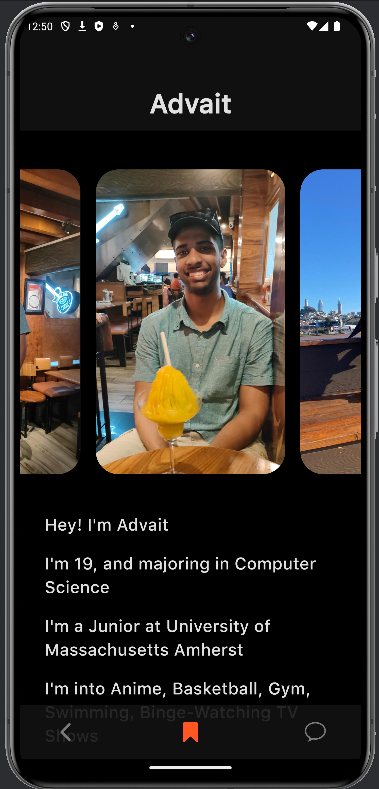 12:50
Advait
Hey! I'm Advait
I'm 19, and majoring in Computer
Science
I'm a Junior at University of
Massachusetts Amherst
I'm into Anime, Basketball, Gym,
Swimming, Binge-Watching TV
Shows